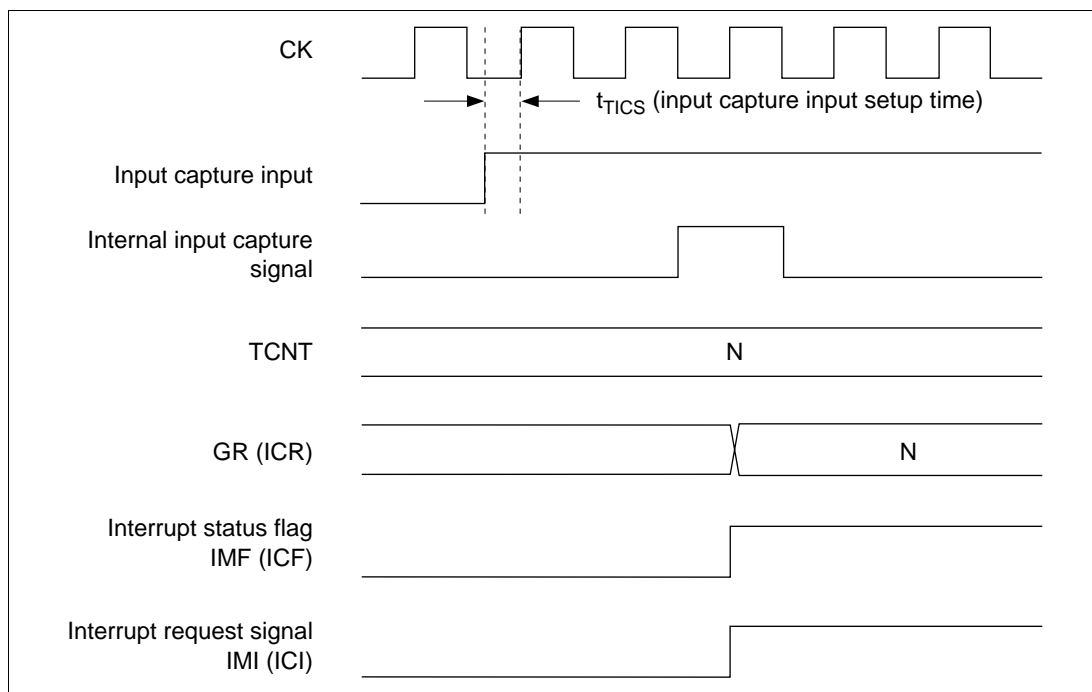 CK
t_TICS (input capture input setup time)
Input capture input
Internal input capture
signal
TCNT
N
GR (ICR)
N
Interrupt status flag
IMF (ICF)
Interrupt request signal
IMI (ICI)